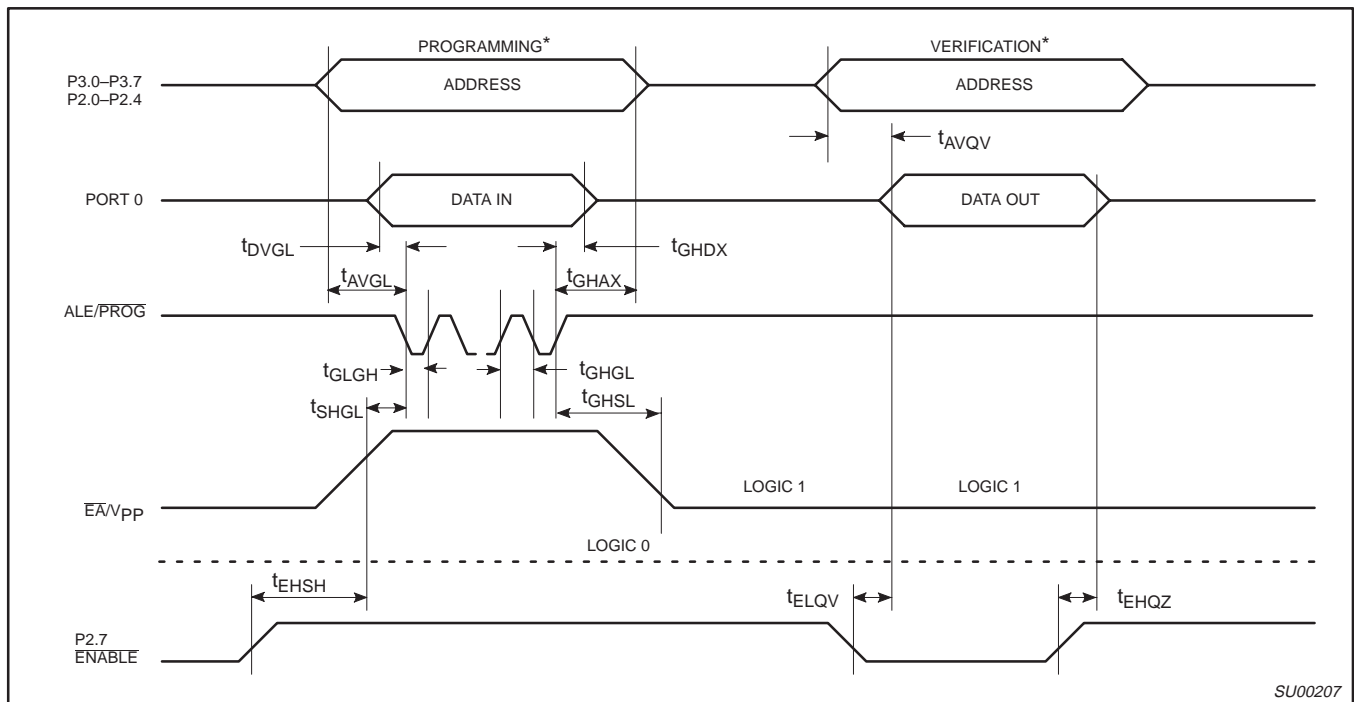 PROGRAMMING* VERIFICATION*
P3.0–P3.7
P2.0–P2.4
ADDRESS ADDRESS
tAVQV
PORT 0 DATA IN DATA OUT
tDVGL tGHDX
tAVGL tGHAX
ALE/PROG
tGLGH tGHGL
tSHGL tGHSL
LOGIC 1 LOGIC 1
EA/VPP
LOGIC 0
tEHSH tELQV tEHQZ
P2.7
ENABLE
SU00207